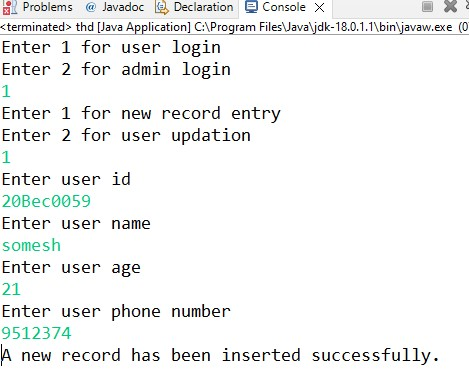 Problems @ Javadoc Declaration Console
<terminated> thd [Java Application] C:\Program Files\Java\jdk-18.0.1.1\bin\javaw.exe (0
Enter 1 for user login
Enter 2 for admin login
1
Enter 1 for new record entry
Enter 2 for user updation
1
Enter user id
20Bec0059
Enter user name
somesh
Enter user age
21
Enter user phone number
9512374
A new record has been inserted successfully.